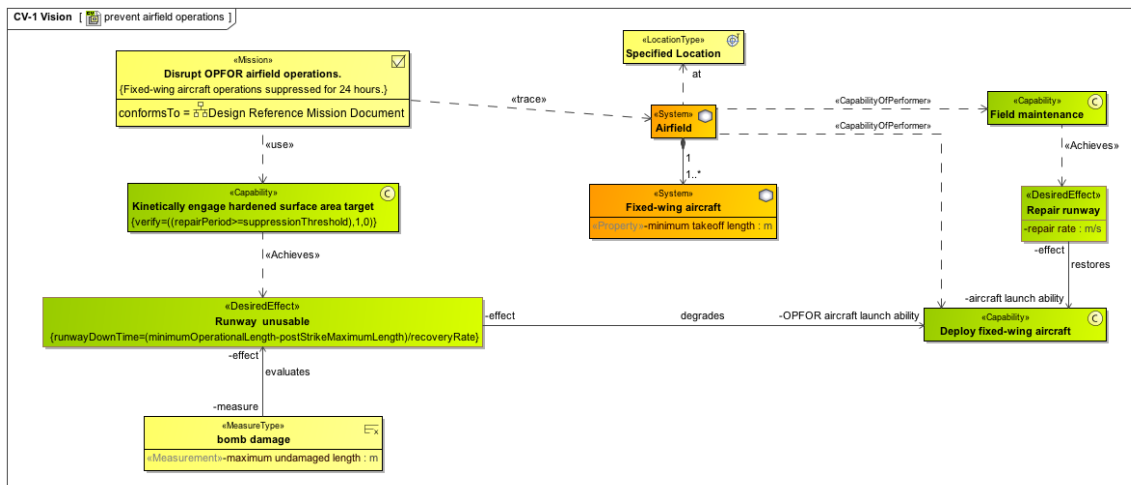 CV-1 Vision [ prevent airfield operations ]
«Mission»
Disrupt OPFOR airfield operations.
{Fixed-wing aircraft operations suppressed for 24 hours.}
conformsTo = Design Reference Mission Document
«use»
«trace»
«LocationType»
Specified Location
at
«System»
Airfield
«CapabilityOfPerformer»
«CapabilityOfPerformer»
1
1..*
«System»
Fixed-wing aircraft
«Property»-minimum takeoff length : m
«Capability»
Field maintenance
«Achieves»
«DesiredEffect»
Repair runway
-repair rate : m/s
-effect
restores
-aircraft launch ability
«Capability»
Kinetically engage hardened surface area target
{verify=((repairPeriod>=suppressionThreshold),1,0)}
«Achieves»
«DesiredEffect»
Runway unusable
{runwayDownTime=(minimumOperationalLength-postStrikeMaximumLength)/recoveryRate}
-effect
degrades
-OPFOR aircraft launch ability
«Capability»
Deploy fixed-wing aircraft
-effect
evaluates
-measure
«MeasureType»
bomb damage
«Measurement»-maximum undamaged length : m